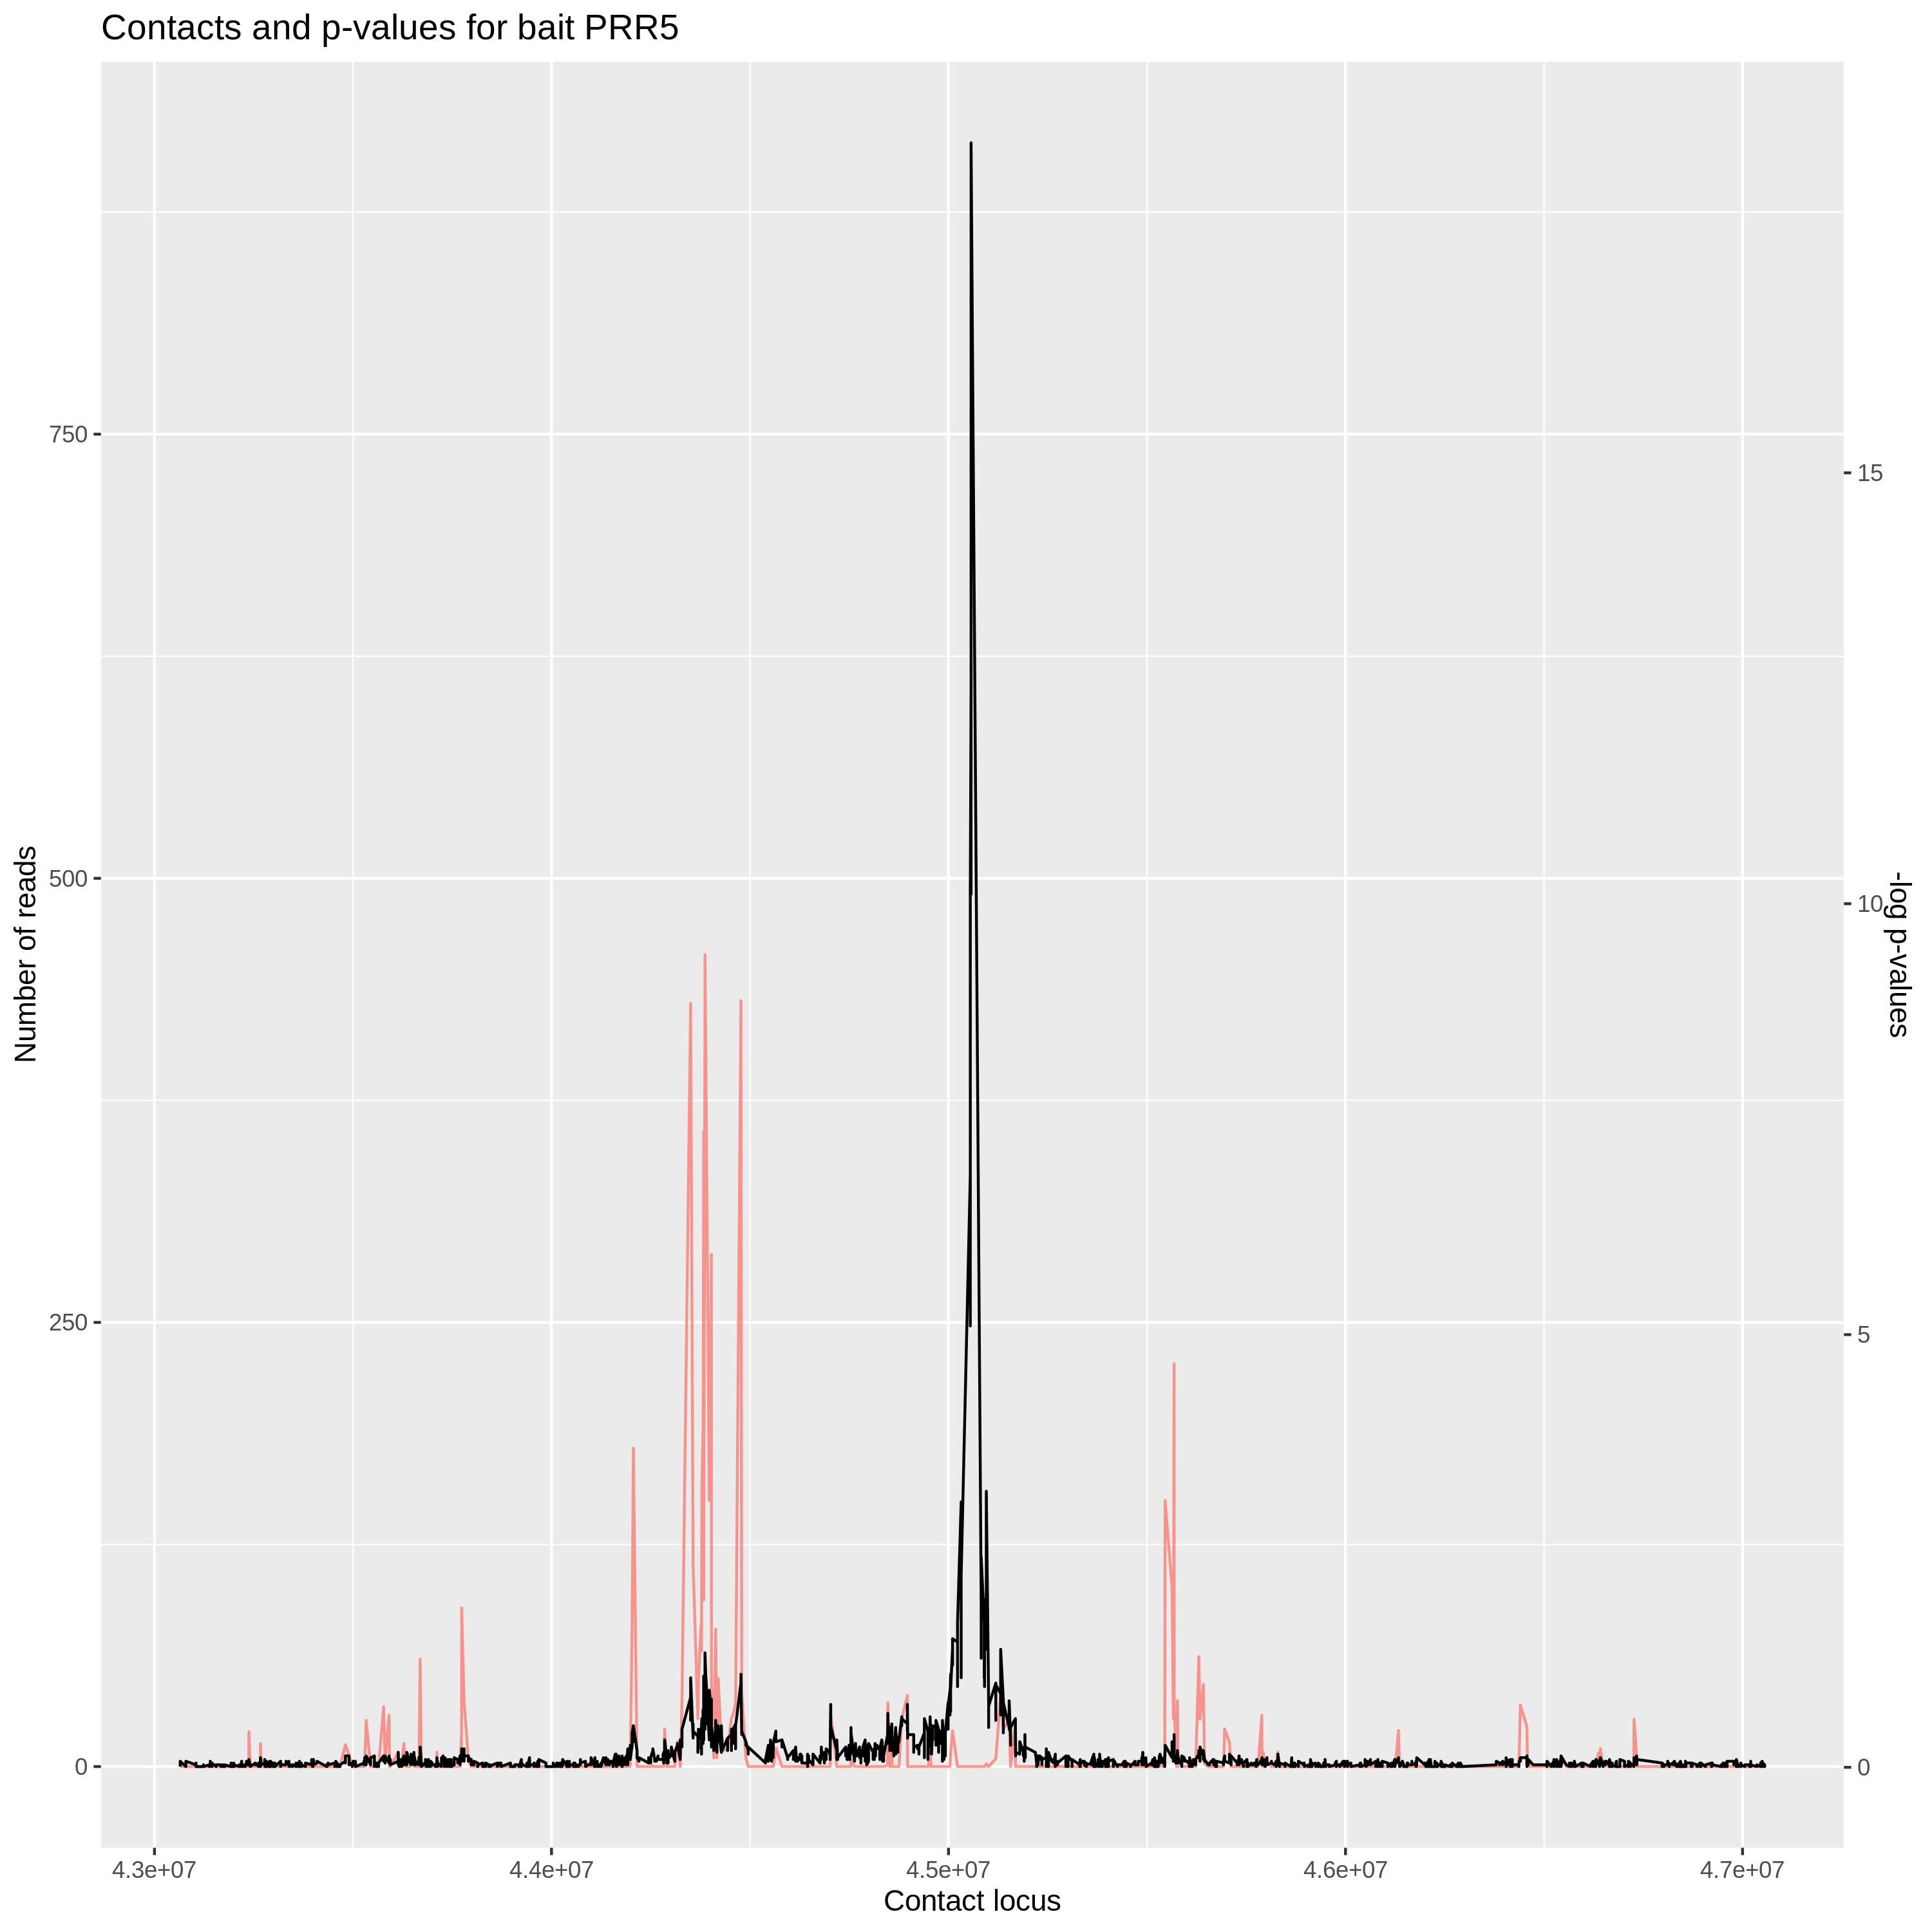 Contacts and p-values for bait PRR5
750
500
250
0
Number of reads
15
10
5
0
-log p-values
4.3e+07
4.4e+07
4.5e+07
4.6e+07
4.7e+07
Contact locus